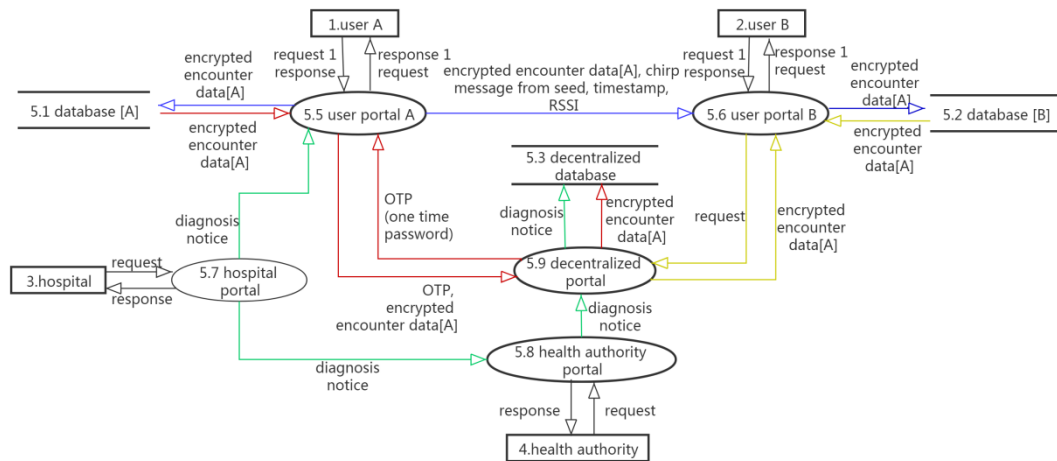 1.user A
2.user B
request 1
response
response 1
request
request 1
response
response 1
request
encrypted
encounter
data[A]
encrypted encounter data[A], chirp
message from seed, timestamp,
RSSI
encrypted
encounter
data[A]
5.1 database [A]
5.5 user portal A
5.6 user portal B
5.2 database [B]
encrypted
encounter
data[A]
encrypted
encounter
data[A]
5.3 decentralized
database
OTP
(one time
password)
diagnosis
notice
encrypted
encounter
data[A]
request
encrypted
encounter
data[A]
diagnosis
notice
request
3.hospital
response
5.7 hospital
portal
5.9 decentralized
portal
OTP,
encrypted
encounter data[A]
diagnosis
notice
5.8 health authority
portal
diagnosis
notice
response
request
4.health authority